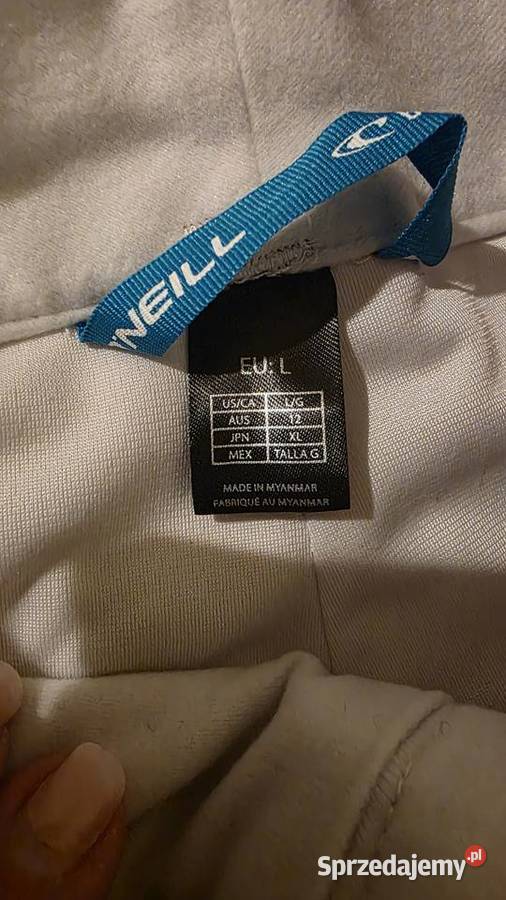 O'NEILL
EU: L
US/CA L/G
AUS 12
JPN XL
MEX TALLA G
MADE IN MYANMAR
FABRIQUÉ AU MYANMAR
Sprzedajemy.pl